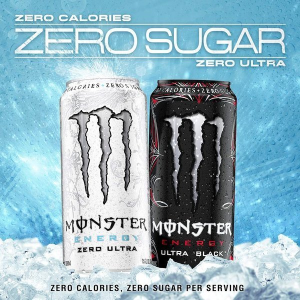 ZERO CALORIES
ZERO SUGAR
ZERO ULTRA
MONSTER
ENERGY
ZERO ULTRA
MONSTER
ENERGY
ULTRA BLACK
ZERO CALORIES, ZERO SUGAR PER SERVING